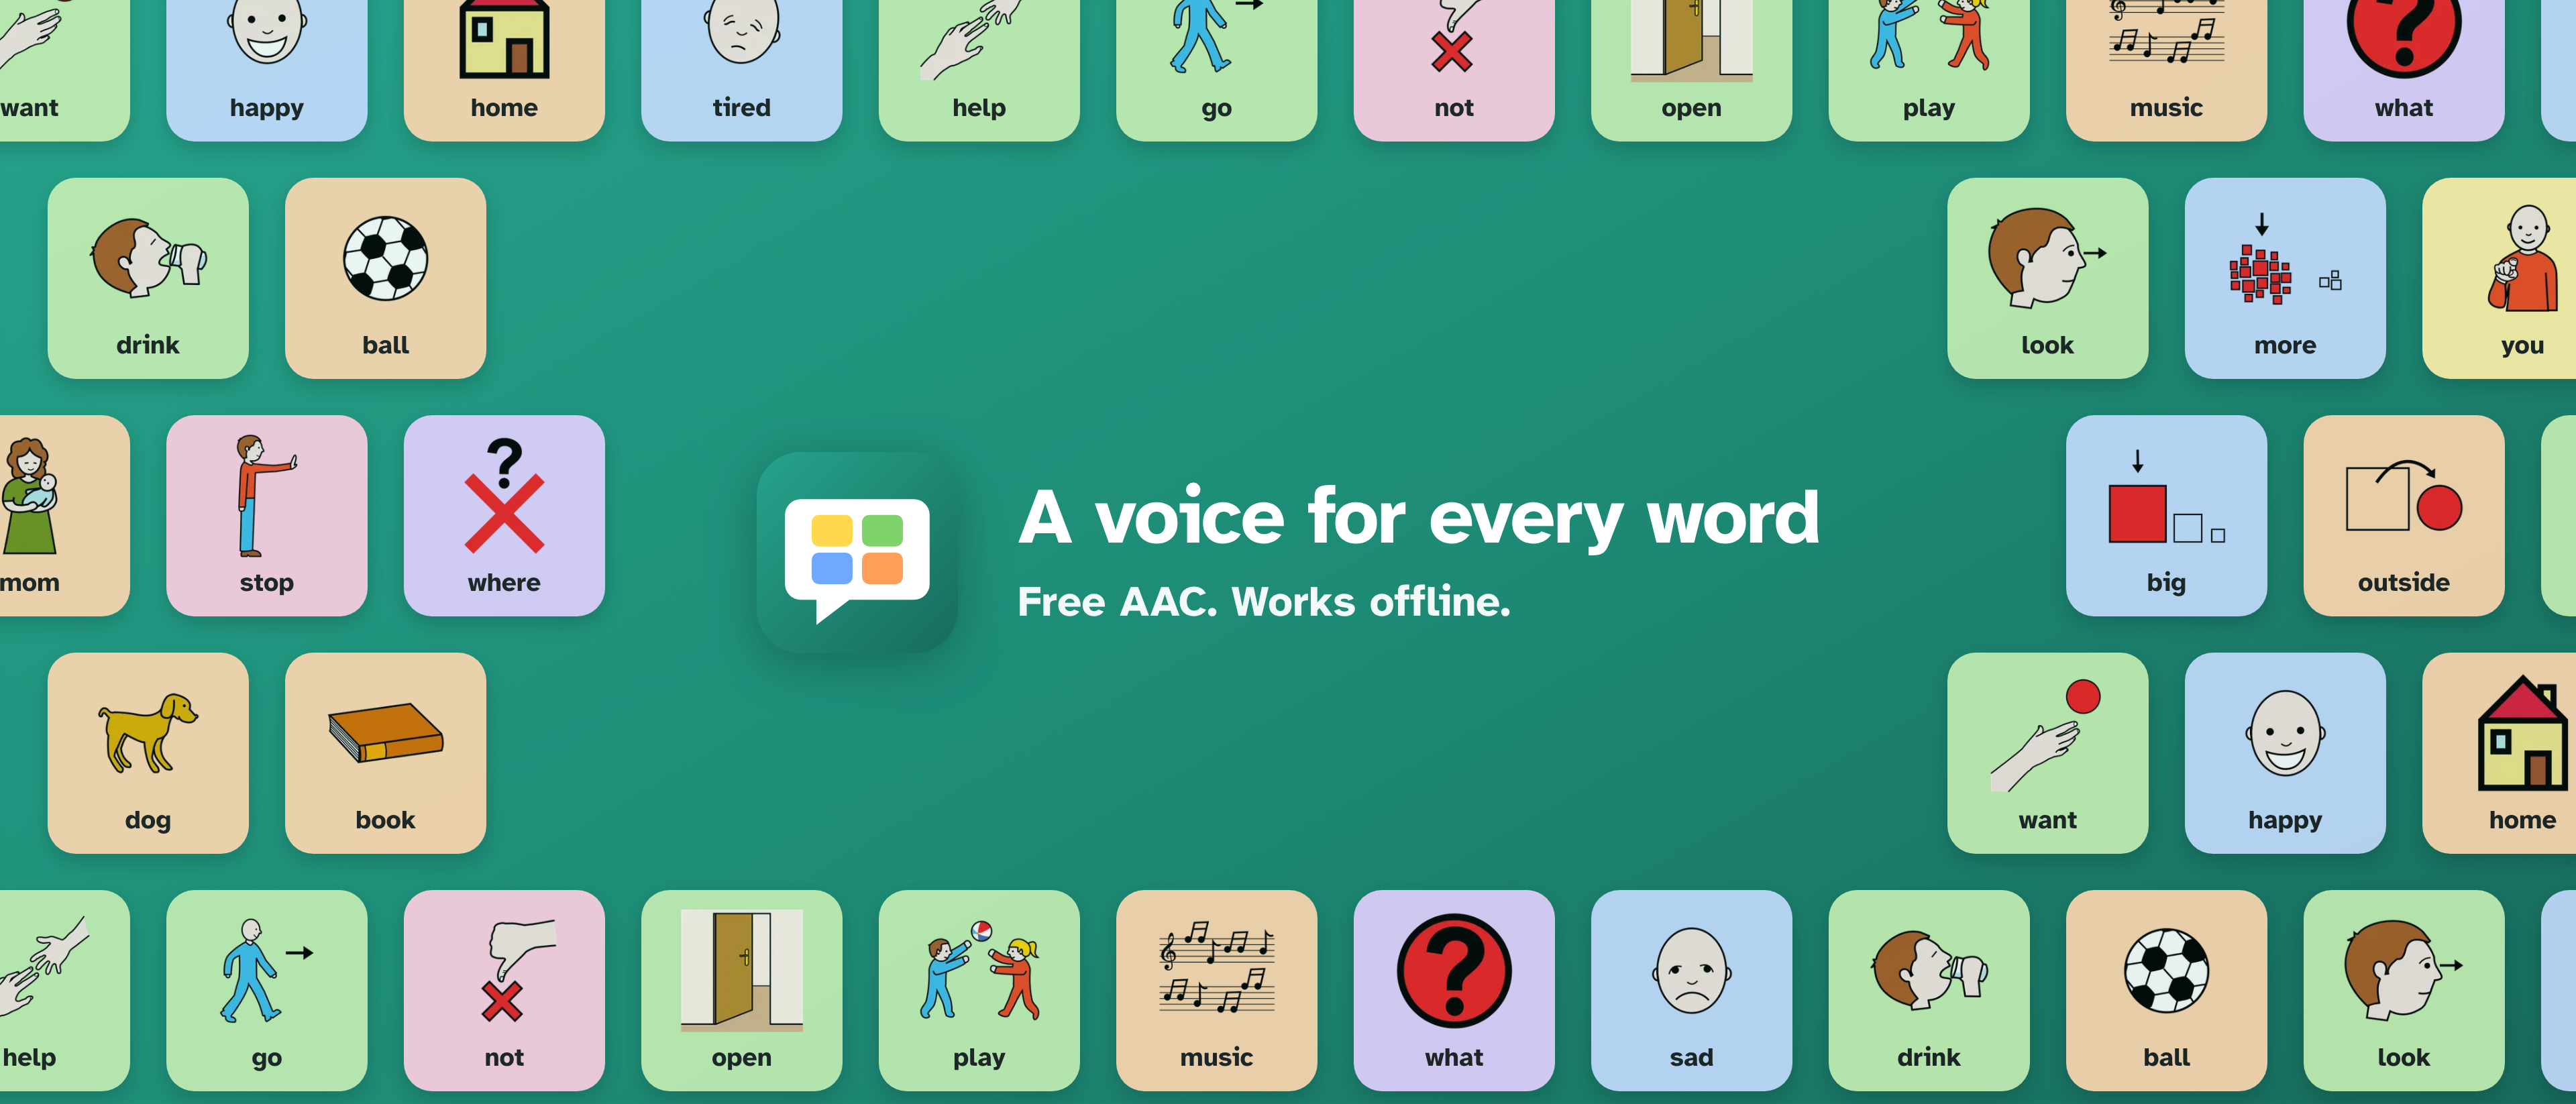 want happy home tired help go not open play music what
drink ball look more you
mom stop where big outside
A voice for every word
Free AAC. Works offline.
dog book want happy home
help go not open play music what sad drink ball look